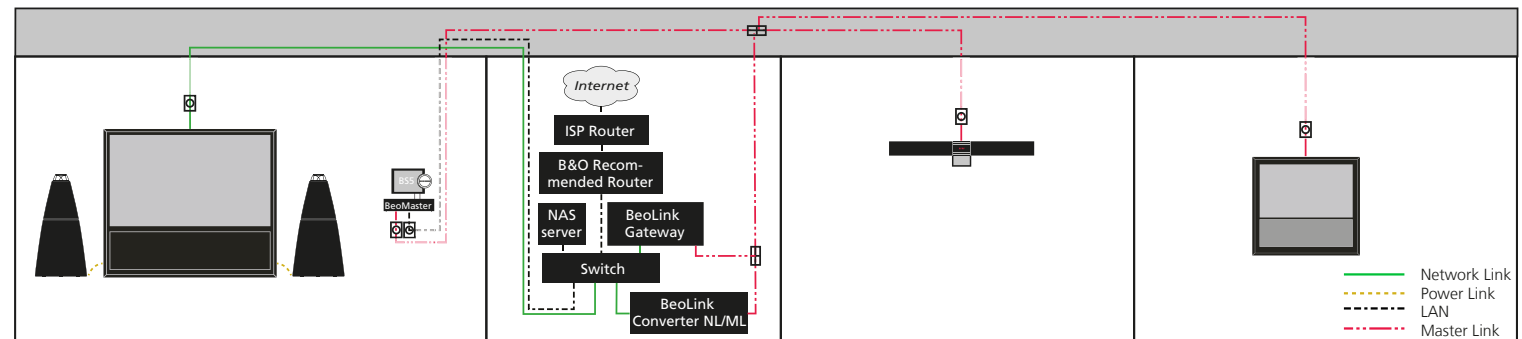 Internet
ISP Router
B&O Recom-
mended Router
NAS
server
BeoLink
Gateway
Switch
BeoLink
Converter NL/ML
BS5
BeoMaster
Network Link
Power Link
LAN
Master Link